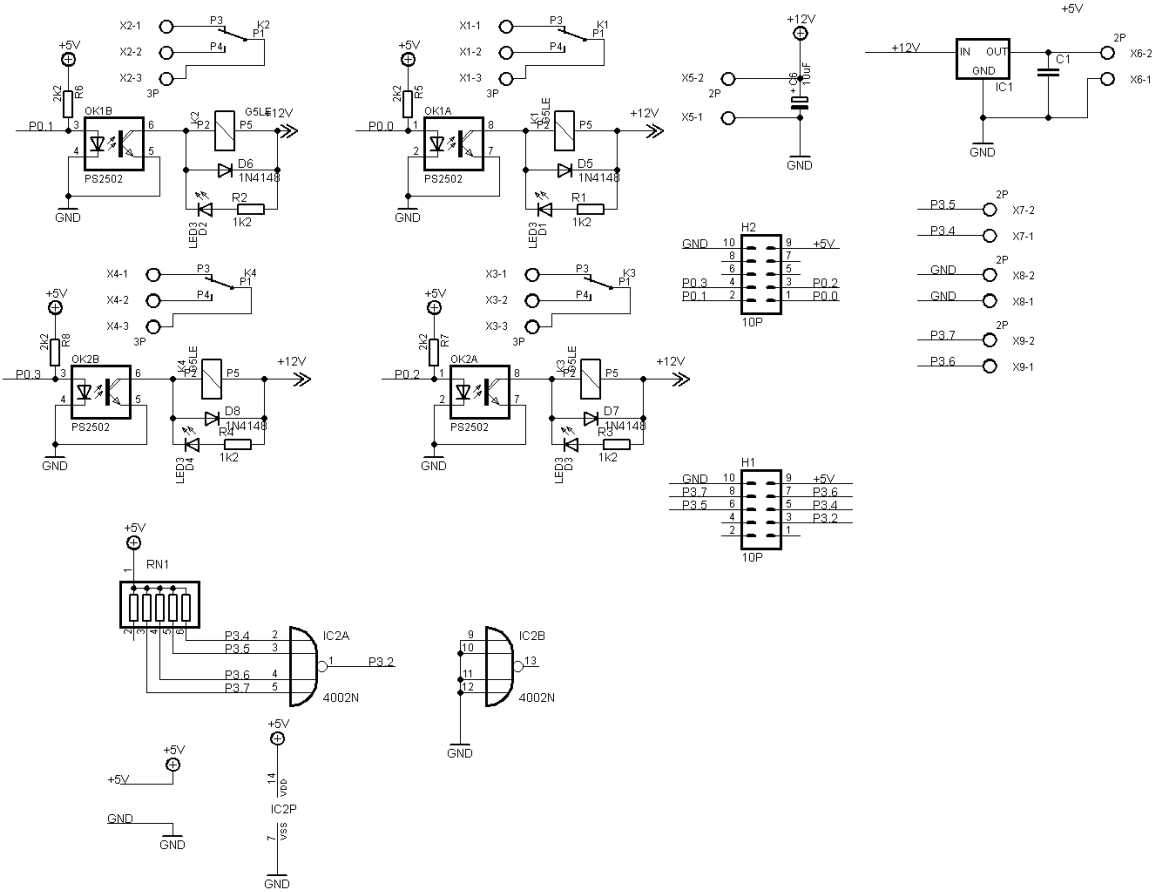 +5V
X2-1
P3
K2
P1
X2-2
P4
X2-3
3P
+5V
2k2
R6
OK1B
P0.1
3
6
4
5
PS2502
GND
K2
P2
P5
G5LE
+12V
D6
1N4148
R2
1k2
LED3
D2
X1-1
P3
K1
P1
X1-2
P4
X1-3
3P
+5V
2k2
R5
OK1A
P0.0
1
8
2
7
PS2502
GND
K1
G5LE
P2
P5
+12V
D5
1N4148
R1
1k2
LED3
D1
+12V
X5-2
2P
X5-1
C6
10uF
+
GND
+12V
IN
OUT
GND
IC1
C1
2P
X6-2
X6-1
GND
X4-1
P3
K4
P1
X4-2
P4
X4-3
3P
+5V
2k2
R8
OK2B
P0.3
3
6
4
5
PS2502
GND
K4
G5LE
P2
P5
+12V
D8
1N4148
R4
1k2
LED3
D4
X3-1
P3
K3
P1
X3-2
P4
X3-3
3P
+5V
2k2
R7
OK2A
P0.2
1
8
2
7
PS2502
GND
K3
G5LE
P2
P5
+12V
D7
1N4148
R3
1k2
LED3
D3
H2
GND 10 9 +5V
8 7
6 5
P0.3 4 3 P0.2
P0.1 2 1 P0.0
10P
P3.5
2P
X7-2
P3.4
X7-1
GND
2P
X8-2
GND
X8-1
P3.7
2P
X9-2
P3.6
X9-1
H1
GND 10 9 +5V
P3.7 8 7 P3.6
P3.5 6 5 P3.4
4 3 P3.2
2 1
10P
+5V
1
RN1
2 3 4 5 6
P3.4 2
P3.5 3
P3.6 4
P3.7 5
IC2A
1
P3.2
4002N
IC2B
9
10
11
12
13
4002N
GND
+5V
+5V
GND
GND
+5V
14
VDD
IC2P
7
VSS
GND